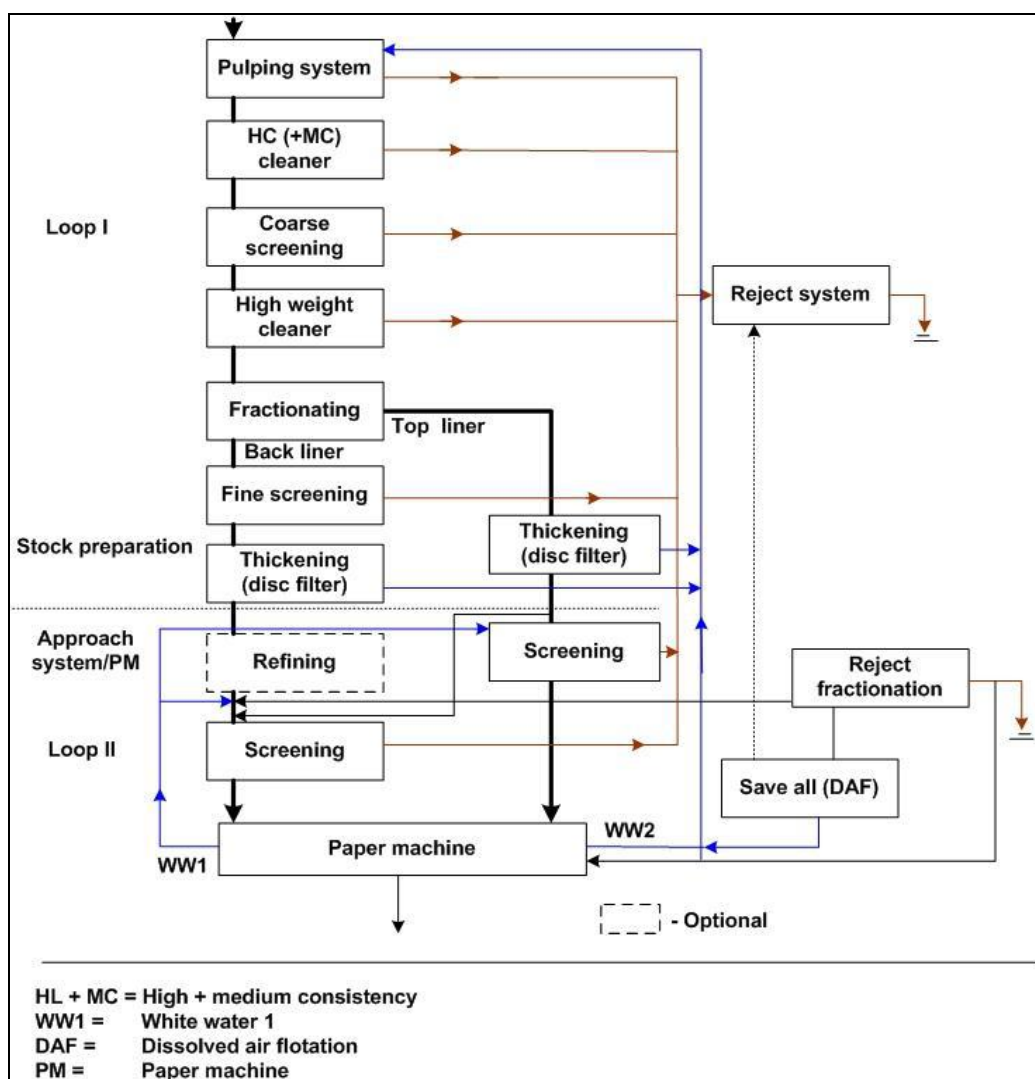 Pulping system
HC (+MC)
cleaner
Loop I
Coarse
screening
High weight
cleaner
Reject system
Fractionating
Top liner
Back liner
Fine screening
Stock preparation
Thickening
(disc filter)
Thickening
(disc filter)
Approach
system/PM
Refining
Screening
Reject
fractionation
Loop II
Screening
Save all (DAF)
WW1
Paper machine
WW2
- Optional
HL + MC = High + medium consistency
WW1 = White water 1
DAF = Dissolved air flotation
PM = Paper machine